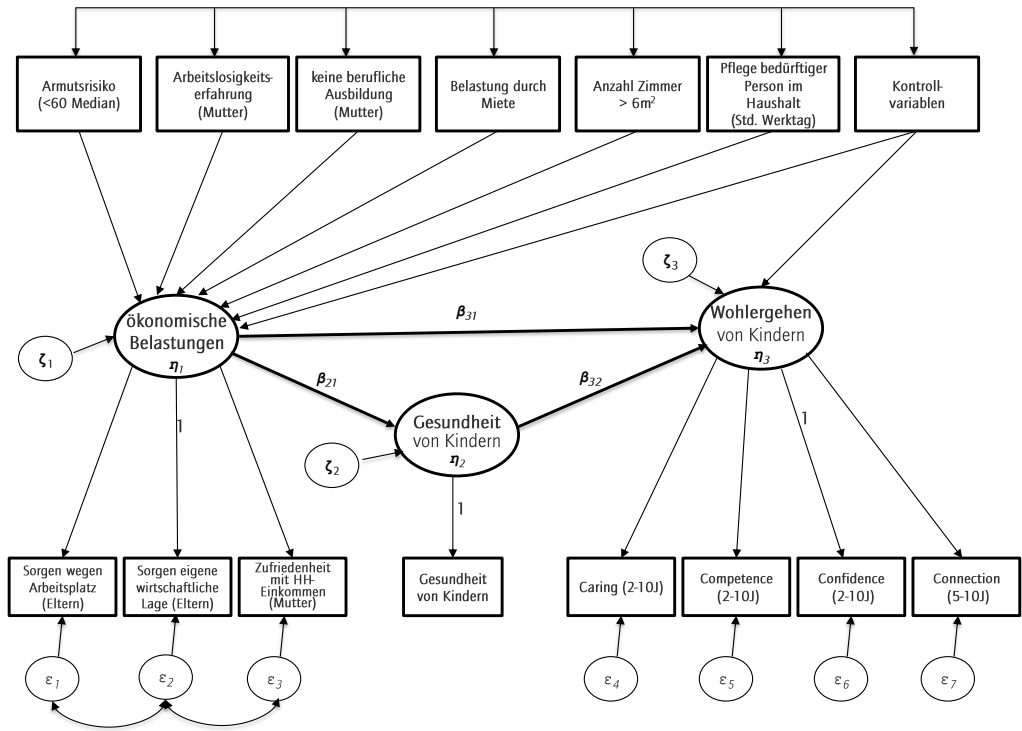 Armutsrisiko
(<60 Median)
Arbeitslosigkeits-
erfahrung
(Mutter)
keine berufliche
Ausbildung
(Mutter)
Belastung durch
Miete
Anzahl Zimmer
> 6m²
Pflege bedürftiger
Person im
Haushalt
(Std. Werktag)
Kontroll-
variablen
ζ₃
ökonomische
Belastungen
η₁
β₃₁
Wohlergehen
von Kindern
η₃
ζ₁
β₂₁
β₃₂
Gesundheit
von Kindern
η₂
ζ₂
1
1
1
Sorgen wegen
Arbeitsplatz
(Eltern)
Sorgen eigene
wirtschaftliche
Lage (Eltern)
Zufriedenheit
mit HH-
Einkommen
(Mutter)
Gesundheit
von Kindern
Caring (2-10J)
Competence
(2-10J)
Confidence
(2-10J)
Connection
(5-10J)
ε₁
ε₂
ε₃
ε₄
ε₅
ε₆
ε₇